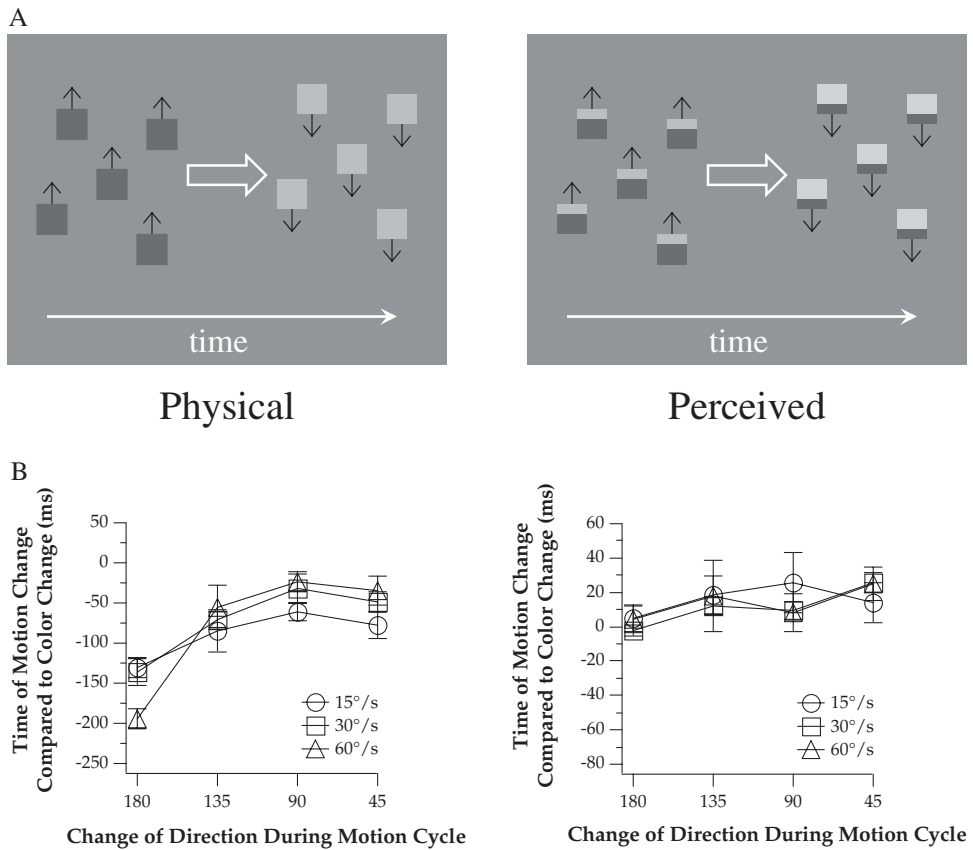 A
time
time
Physical
Perceived
B
Time of Motion Change
Compared to Color Change (ms)
50
0
-50
-100
-150
-200
-250
15°/s
30°/s
60°/s
180
135
90
45
Change of Direction During Motion Cycle
Time of Motion Change
Compared to Color Change (ms)
60
40
20
0
-20
-40
-60
-80
15°/s
30°/s
60°/s
180
135
90
45
Change of Direction During Motion Cycle